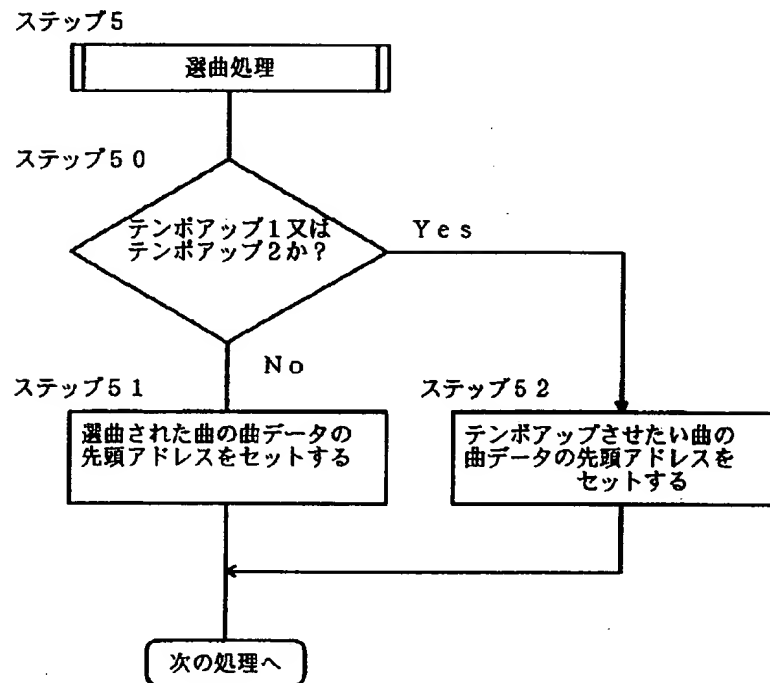 ステップ5
選曲処理
ステップ50
テンポアップ1又は
テンポアップ2か?
Yes
No
ステップ51
選曲された曲の曲データの
先頭アドレスをセットする
ステップ52
テンポアップさせたい曲の
曲データの先頭アドレスを
セットする
次の処理へ